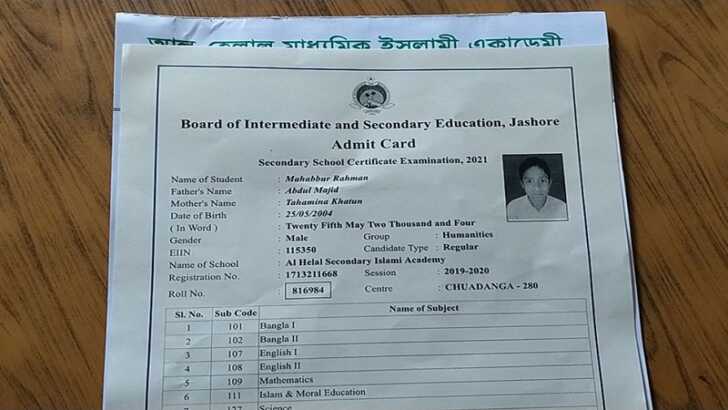 আল হেলাল মাধ্যমিক ইসলামী একাডেমী
Board of Intermediate and Secondary Education, Jashore
Admit Card
Secondary School Certificate Examination, 2021
Name of Student : Mahabbur Rahman
Father's Name : Abdul Majid
Mother's Name : Tahamina Khatun
Date of Birth : 25/05/2004
( In Word ) : Twenty Fifth May Two Thousand and Four
Gender : Male Group : Humanities
EIIN : 115350 Candidate Type : Regular
Name of School : Al Helal Secondary Islami Academy
Registration No. : 1713211668 Session : 2019-2020
Roll No. : 816984 Centre : CHUADANGA - 280
Sl. No. Sub Code Name of Subject
1 101 Bangla I
2 102 Bangla II
3 107 English I
4 108 English II
5 109 Mathematics
6 111 Islam & Moral Education
127 Science